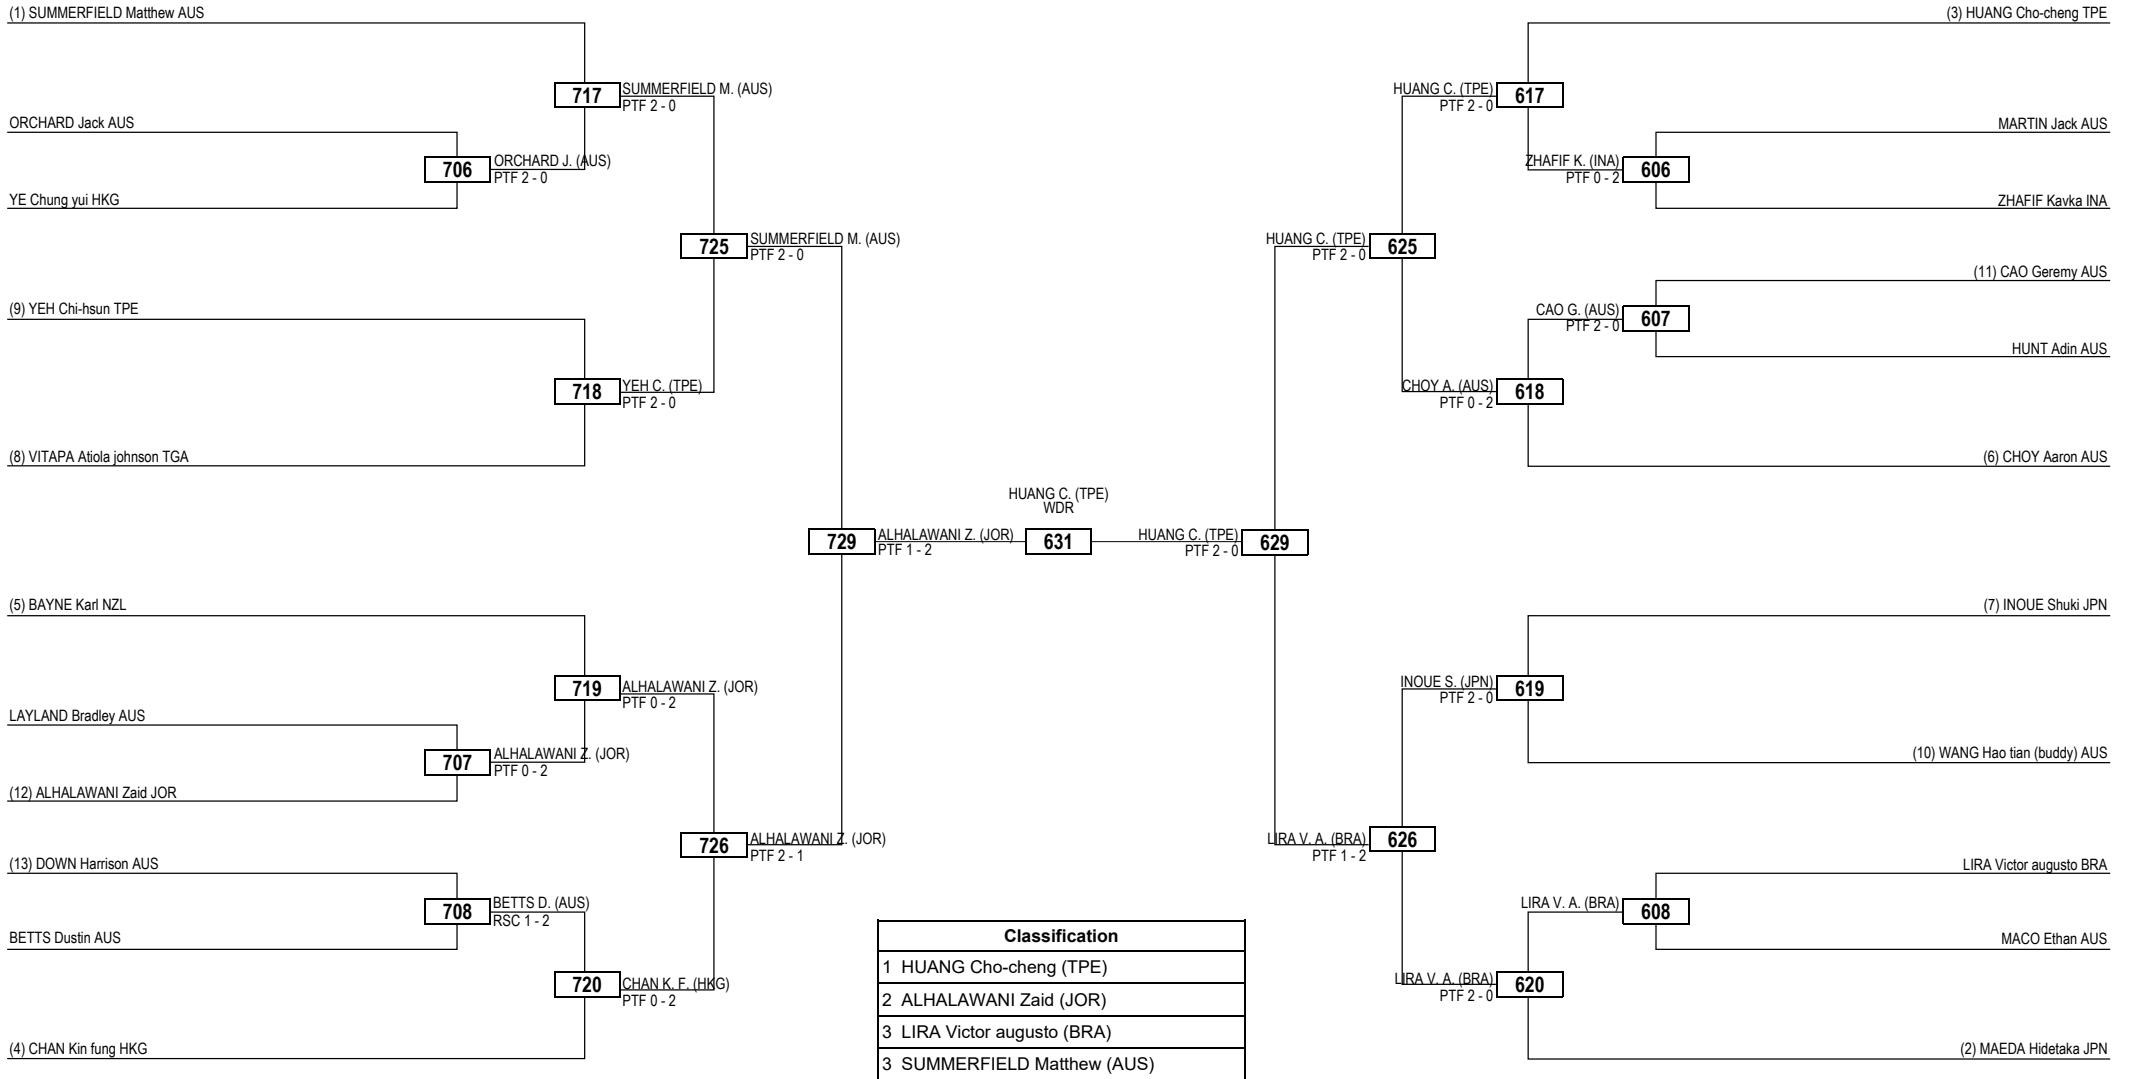 (1) SUMMERFIELD Matthew AUS
717
SUMMERFIELD M. (AUS)
PTF 2 - 0
ORCHARD Jack AUS
706
ORCHARD J. (AUS)
PTF 2 - 0
YE Chung yui HKG
725
SUMMERFIELD M. (AUS)
PTF 2 - 0
(9) YEH Chi-hsun TPE
718
YEH C. (TPE)
PTF 2 - 0
(8) VITAPA Atiola johnson TGA
729
ALHALAWANI Z. (JOR)
PTF 1 - 2
(5) BAYNE Karl NZL
719
ALHALAWANI Z. (JOR)
PTF 0 - 2
LAYLAND Bradley AUS
707
ALHALAWANI Z. (JOR)
PTF 0 - 2
(12) ALHALAWANI Zaid JOR
726
ALHALAWANI Z. (JOR)
PTF 2 - 1
(13) DOWN Harrison AUS
708
BETTS D. (AUS)
RSC 1 - 2
BETTS Dustin AUS
720
CHAN K. F. (HKG)
PTF 0 - 2
(4) CHAN Kin fung HKG
HUANG C. (TPE)
WDR
631
(3) HUANG Cho-cheng TPE
HUANG C. (TPE)
PTF 2 - 0
617
MARTIN Jack AUS
ZHAFIF K. (INA)
PTF 0 - 2
606
ZHAFIF Kavka INA
HUANG C. (TPE)
PTF 2 - 0
625
(11) CAO Geremy AUS
CAO G. (AUS)
PTF 2 - 0
607
HUNT Adin AUS
CHOY A. (AUS)
PTF 0 - 2
618
(6) CHOY Aaron AUS
HUANG C. (TPE)
PTF 2 - 0
629
(7) INOUE Shuki JPN
INOUE S. (JPN)
PTF 2 - 0
619
(10) WANG Hao tian (buddy) AUS
LIRA V. A. (BRA)
PTF 1 - 2
626
LIRA Victor augusto BRA
LIRA V. A. (BRA)
608
MACO Ethan AUS
LIRA V. A. (BRA)
PTF 2 - 0
620
(2) MAEDA Hidetaka JPN
Classification
1 HUANG Cho-cheng (TPE)
2 ALHALAWANI Zaid (JOR)
3 LIRA Victor augusto (BRA)
3 SUMMERFIELD Matthew (AUS)